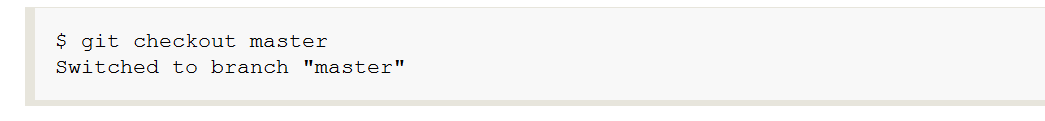 $ git checkout master
Switched to branch "master"